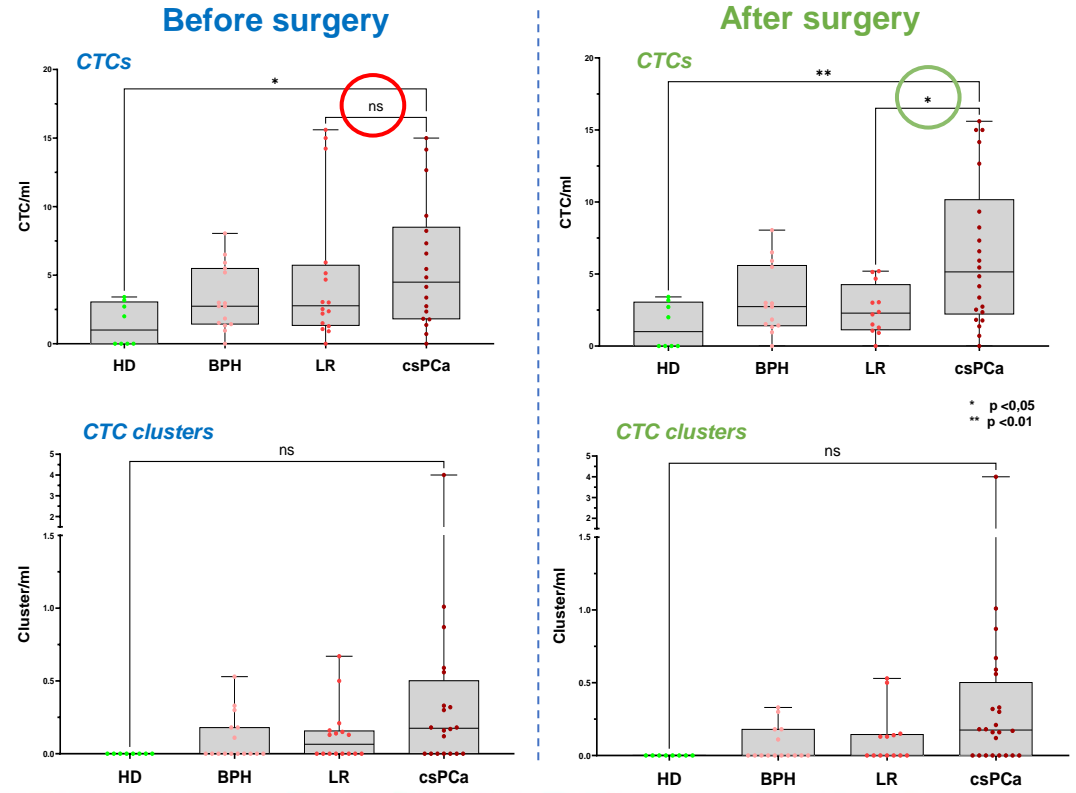 Before surgery
After surgery
CTCs
CTCs
20
15
10
5
0
CTC/ml
*
ns
HD BPH LR csPCa
20
15
10
5
0
CTC/ml
**
*
HD BPH LR csPCa
* p <0,05
** p <0.01
CTC clusters
CTC clusters
5
4
3
2
1.5
1.0
0.5
0.0
Cluster/ml
ns
HD BPH LR csPCa
5
4
3
2
1.5
1.0
0.5
0.0
Cluster/ml
ns
HD BPH LR csPCa